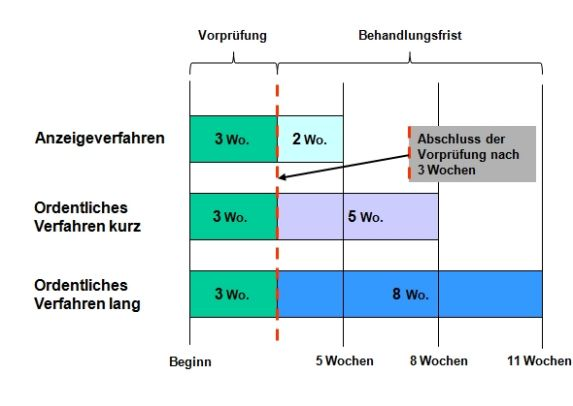 Vorprüfung
Behandlungsfrist
Anzeigeverfahren
3 Wo.
2 Wo.
Abschluss der
Vorprüfung nach
3 Wochen
Ordentliches
Verfahren kurz
3 Wo.
5 Wo.
Ordentliches
Verfahren lang
3 Wo.
8 Wo.
Beginn
5 Wochen
8 Wochen
11 Wochen